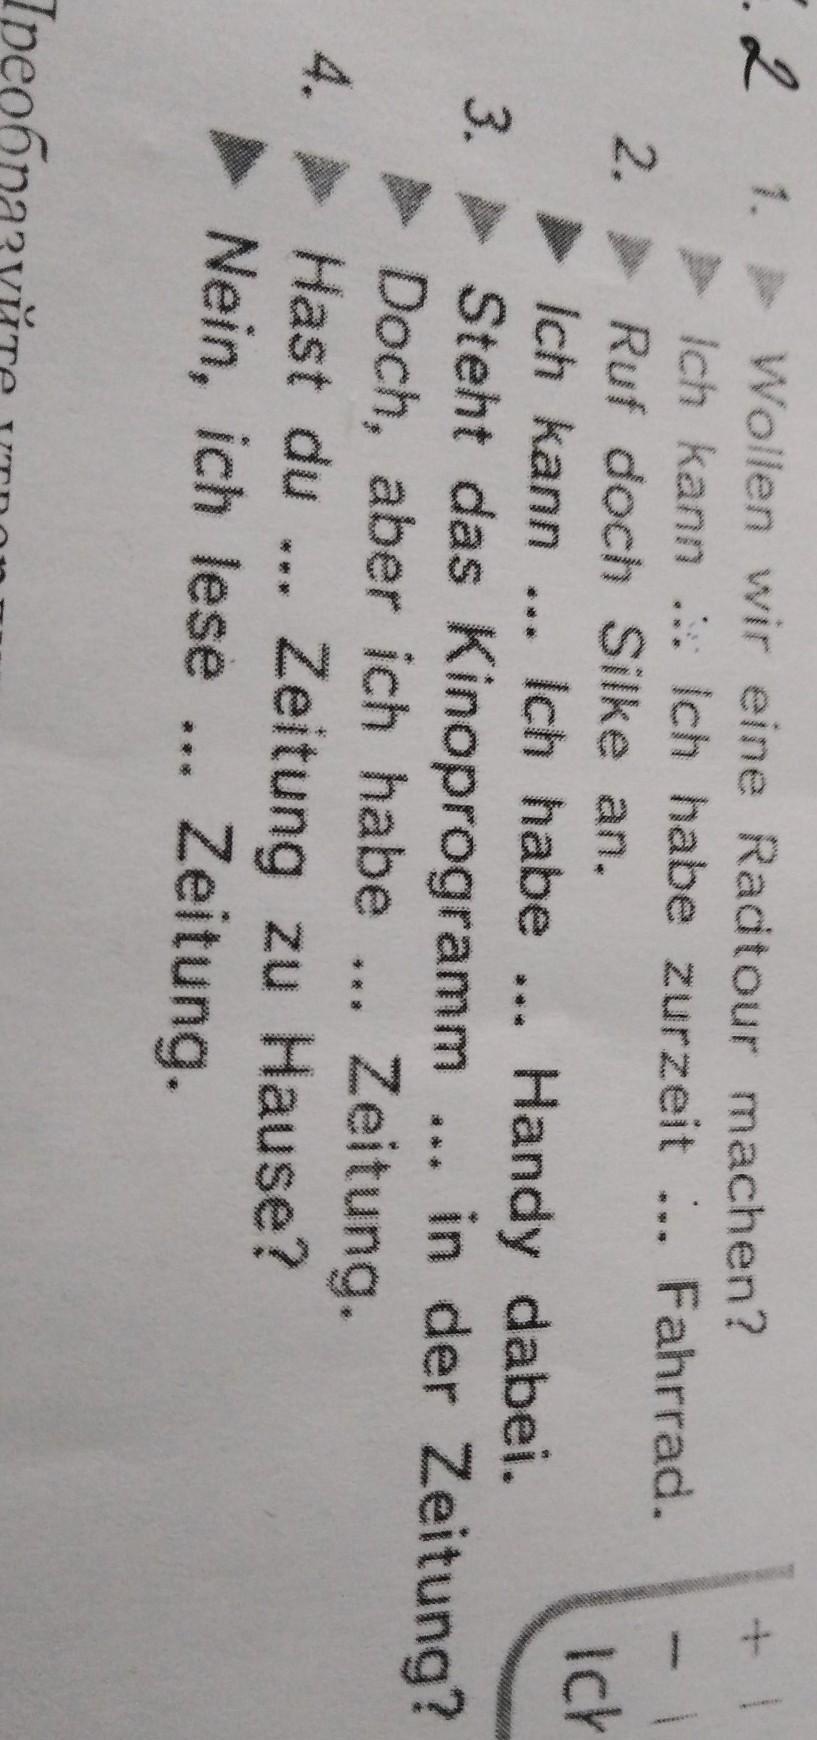 2
1. Wollen wir eine Radtour machen?
Ich kann ... Ich habe zurzeit ... Fahrrad.
2. Ruf doch Silke an.
Ich kann ... Ich habe ... Handy dabei.
3. Steht das Kinoprogramm ... in der Zeitung?
Doch, aber ich habe ... Zeitung.
4. Hast du ... Zeitung zu Hause?
Nein, ich lese ... Zeitung.
+
-
Ich
Преобразуйте